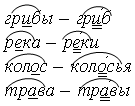 грибы – гриб
река – реки
колос – колосья
трава – травы